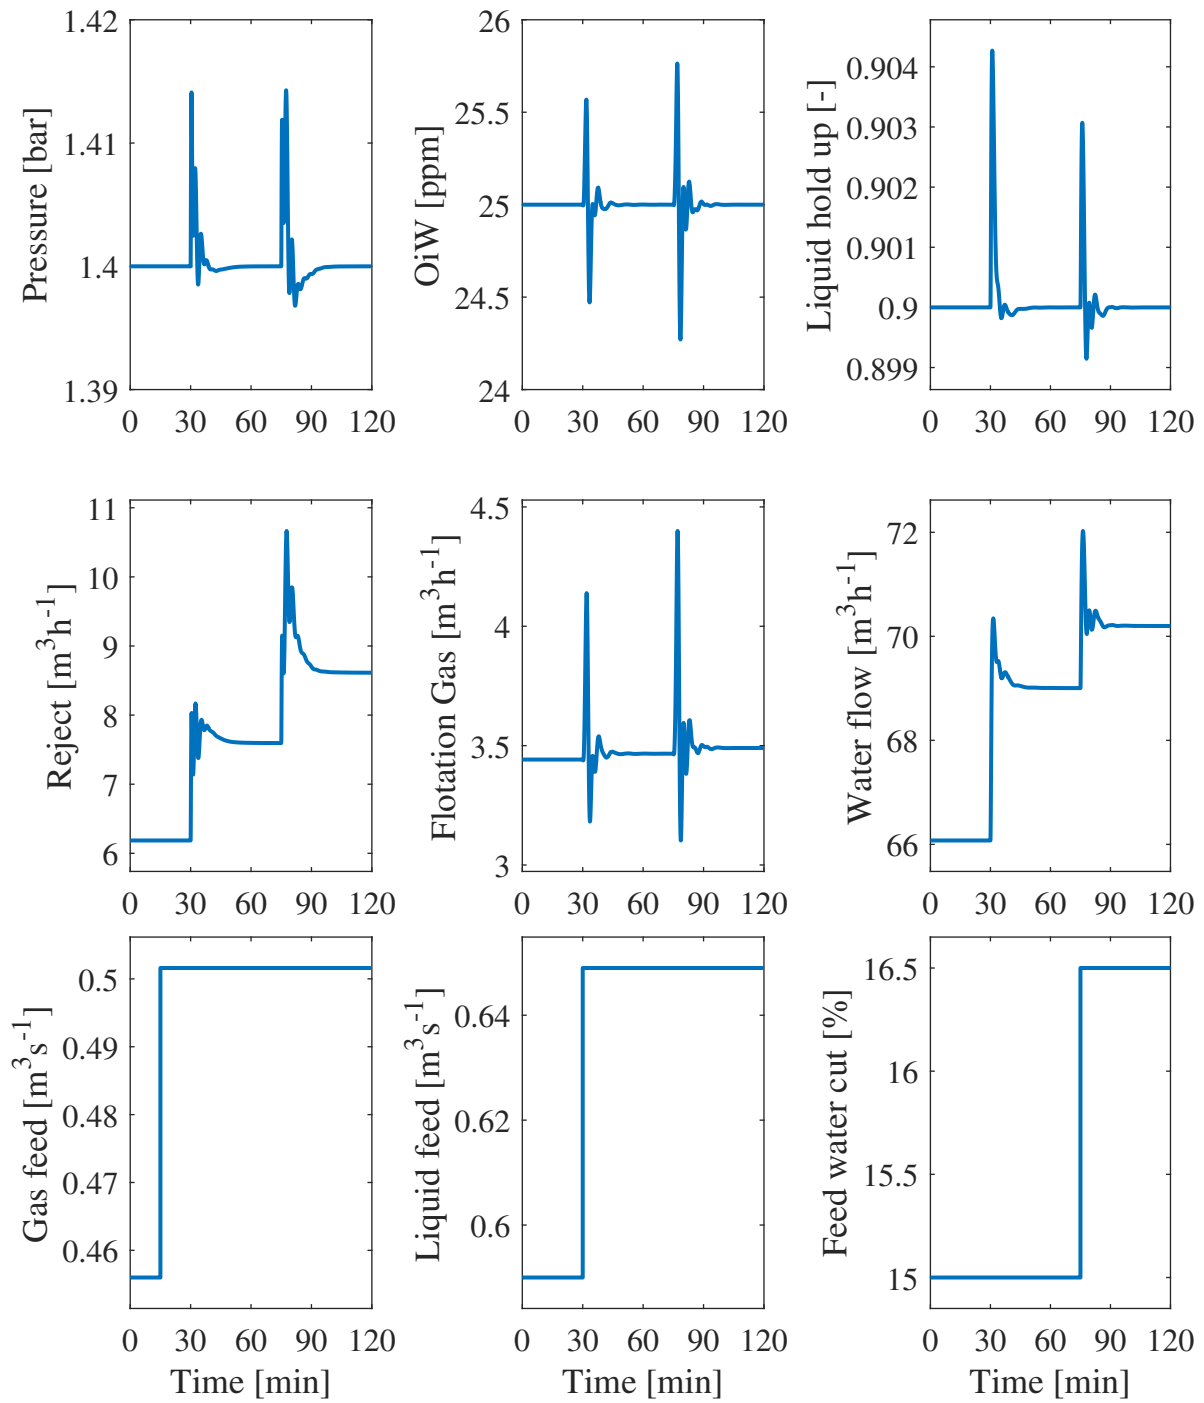 Pressure [bar]
1.42
1.41
1.4
1.39
0 30 60 90 120
OiW [ppm]
26
25.5
25
24.5
24
0 30 60 90 120
Liquid hold up [-]
0.904
0.903
0.902
0.901
0.9
0.899
0 30 60 90 120
Reject [m³h⁻¹]
11
10
9
8
7
6
0 30 60 90 120
Flotation Gas [m³h⁻¹]
4.5
4
3.5
3
0 30 60 90 120
Water flow [m³h⁻¹]
72
70
68
66
0 30 60 90 120
Gas feed [m³s⁻¹]
0.5
0.49
0.48
0.47
0.46
0 30 60 90 120
Time [min]
Liquid feed [m³s⁻¹]
0.64
0.62
0.6
0 30 60 90 120
Time [min]
Feed water cut [%]
16.5
16
15.5
15
0 30 60 90 120
Time [min]